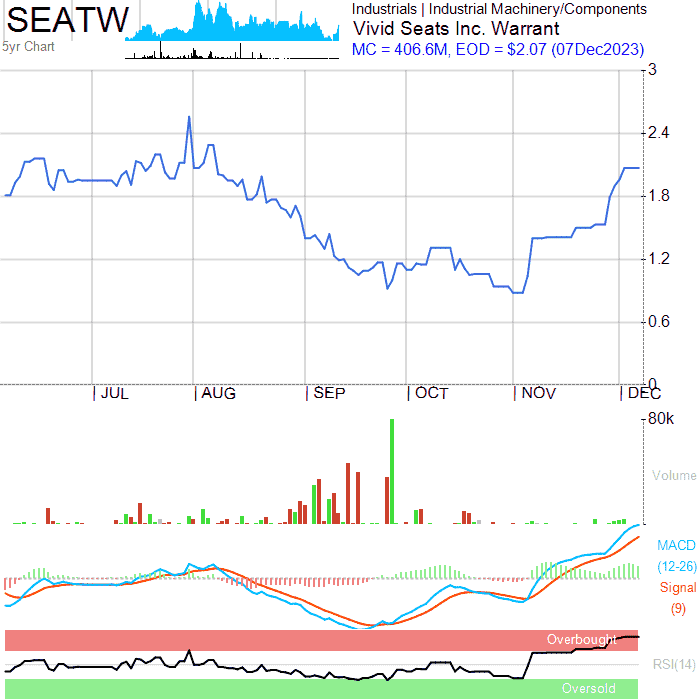 SEATW
5yr Chart
Industrials | Industrial Machinery/Components
Vivid Seats Inc. Warrant
MC = 406.6M, EOD = $2.07 (07Dec2023)
3
2.4
1.8
1.2
0.6
0
JUL AUG SEP OCT NOV DEC
80k
Volume
MACD
(12-26)
Signal
(9)
Overbought
RSI(14)
Oversold